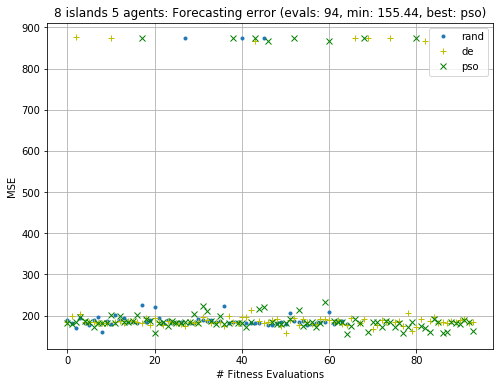 8 islands 5 agents: Forecasting error (evals: 94, min: 155.44, best: pso)
900
800
700
600
500
400
300
200
MSE
rand
de
pso
0
20
40
60
80
# Fitness Evaluations